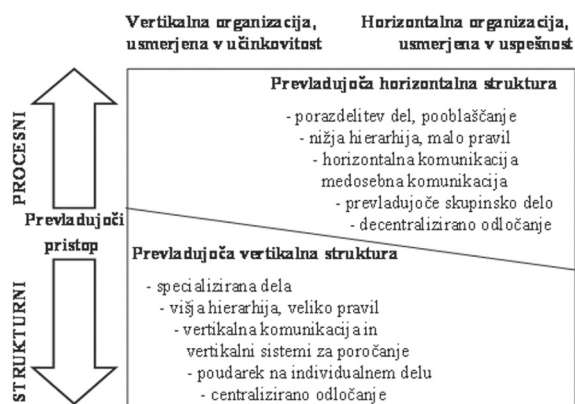 Vertikalna organizacija,
usmerjena v učinkovitost
Horizontalna organizacija,
usmerjena v uspešnost
PROCESNI
Prevladujoči
pristop
STRUKTURNI
Prevladujoča horizontalna struktura
- porazdelitev del, pooblaščanje
- nižja hierarhija, malo pravil
- horizontalna komunikacija
medosebna komunikacija
- prevladujoče skupinsko delo
- decentralizirano odločanje
Prevladujoča vertikalna struktura
- specializirana dela
- višja hierarhija, veliko pravil
- vertikalna komunikacija in
vertikalni sistemi za poročanje
- poudarek na individualnem delu
- centralizirano odločanje